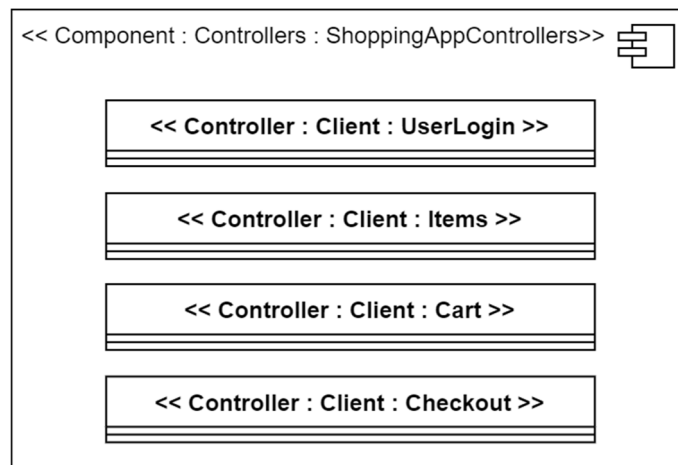 << Component : Controllers : ShoppingAppControllers>>
<< Controller : Client : UserLogin >>
<< Controller : Client : Items >>
<< Controller : Client : Cart >>
<< Controller : Client : Checkout >>